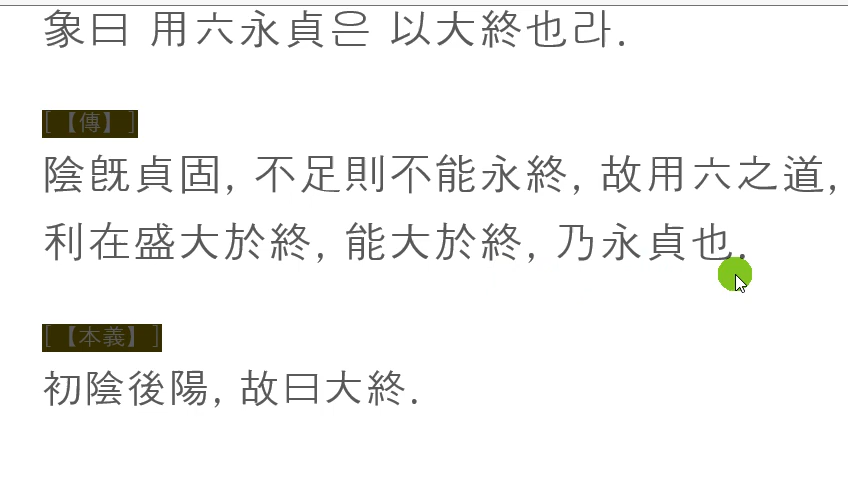 象曰 用六永貞은 以大終也라.
[【傳】]
陰旣貞固, 不足則不能永終, 故用六之道,
利在盛大於終, 能大於終, 乃永貞也.
[【本義】]
初陰後陽, 故曰大終.